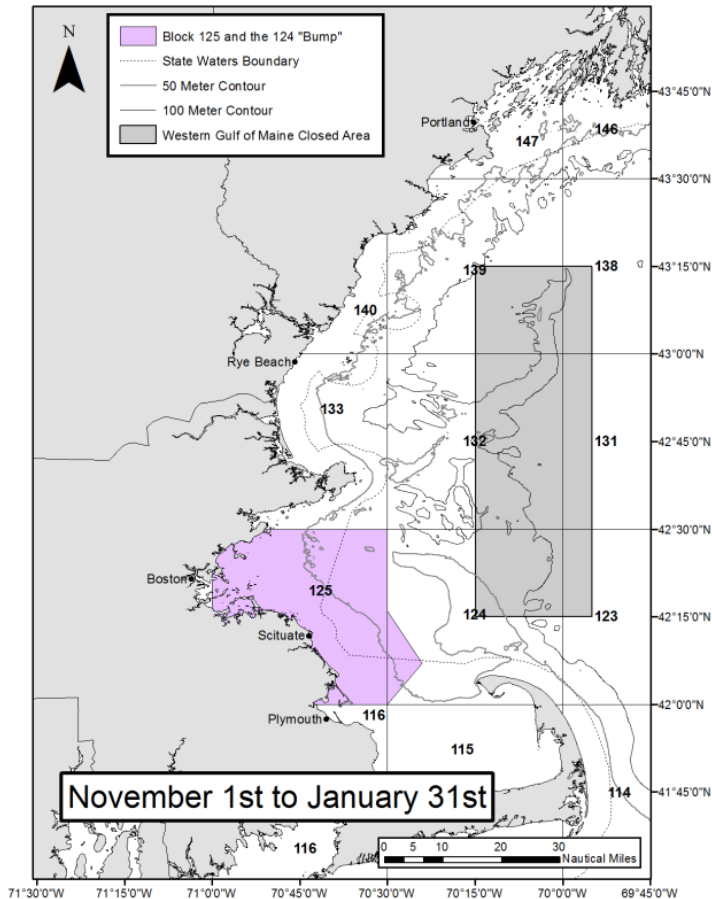 N
Block 125 and the 124 "Bump"
State Waters Boundary
50 Meter Contour
100 Meter Contour
Western Gulf of Maine Closed Area
Portland
147
146
43°45'0"N
43°30'0"N
139
138
43°15'0"N
140
Rye Beach
43°0'0"N
133
132
131
42°45'0"N
42°30'0"N
Boston
125
124
123
42°15'0"N
Scituate
42°0'0"N
Plymouth
116
115
114
41°45'0"N
November 1st to January 31st
116
0 5 10 20 30
Nautical Miles
71°30'0"W 71°15'0"W 71°0'0"W 70°45'0"W 70°30'0"W 70°15'0"W 70°0'0"W 69°45'0"W